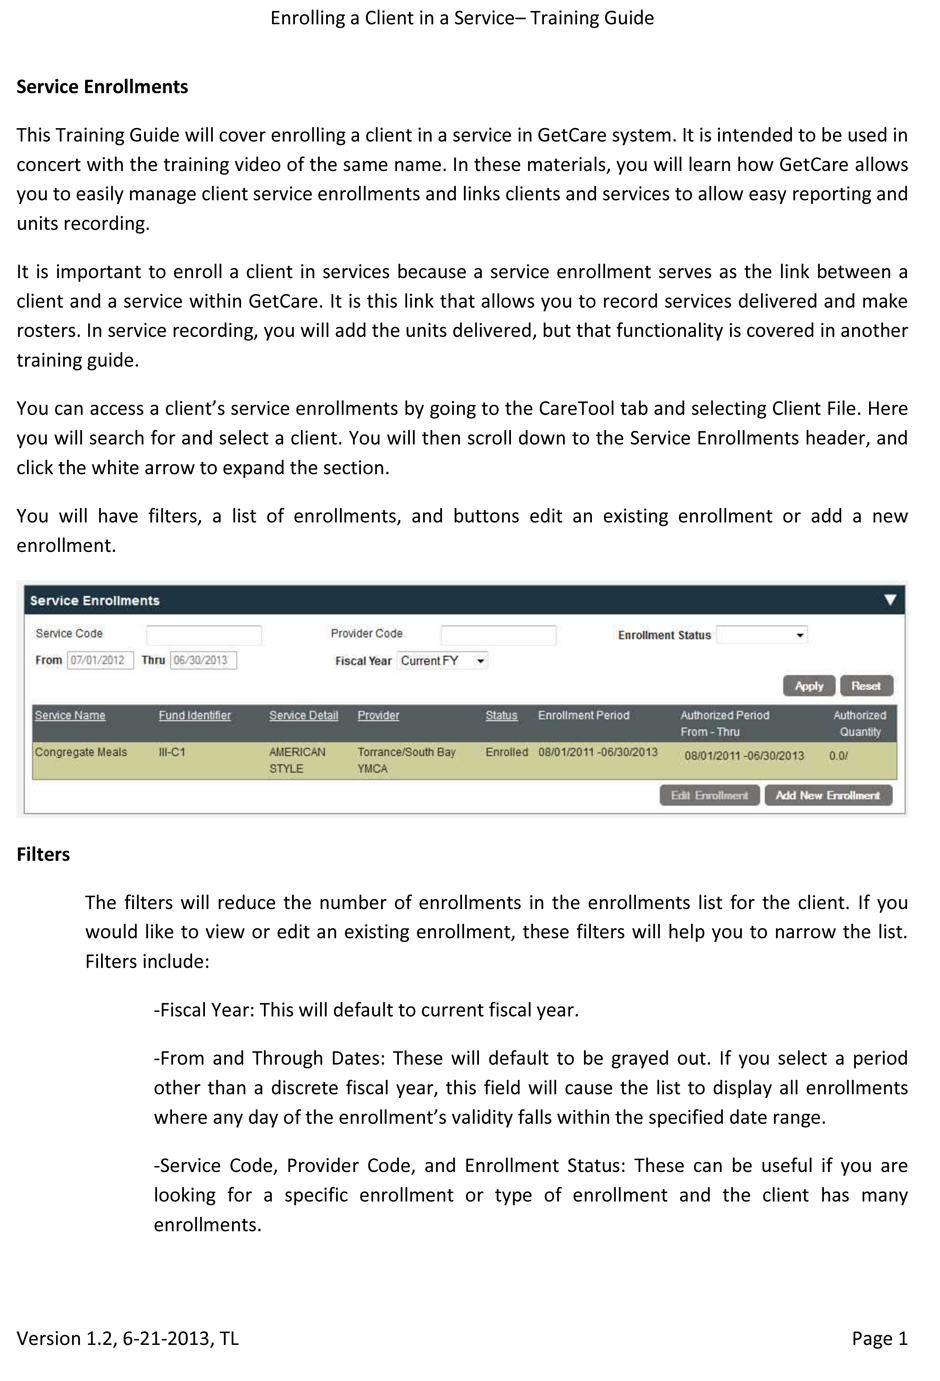 Enrolling a Client in a Service– Training Guide
Service Enrollments
This Training Guide will cover enrolling a client in a service in GetCare system. It is intended to be used in
concert with the training video of the same name. In these materials, you will learn how GetCare allows
you to easily manage client service enrollments and links clients and services to allow easy reporting and
units recording.
It is important to enroll a client in services because a service enrollment serves as the link between a
client and a service within GetCare. It is this link that allows you to record services delivered and make
rosters. In service recording, you will add the units delivered, but that functionality is covered in another
training guide.
You can access a client’s service enrollments by going to the CareTool tab and selecting Client File. Here
you will search for and select a client. You will then scroll down to the Service Enrollments header, and
click the white arrow to expand the section.
You will have filters, a list of enrollments, and buttons edit an existing enrollment or add a new
enrollment.
Service Enrollments
Service Code Provider Code Enrollment Status
From 07/01/2012 Thru 06/30/2013 Fiscal Year Current FY
Apply Reset
Service Name Fund Identifier Service Detail Provider Status Enrollment Period Authorized Period Authorized
From - Thru Quantity
Congregate Meals III-C1 AMERICAN Torrance/South Bay Enrolled 08/01/2011 -06/30/2013 08/01/2011 -06/30/2013 0.0/
STYLE YMCA
Edit Enrollment Add New Enrollment
Filters
The filters will reduce the number of enrollments in the enrollments list for the client. If you
would like to view or edit an existing enrollment, these filters will help you to narrow the list.
Filters include:
-Fiscal Year: This will default to current fiscal year.
-From and Through Dates: These will default to be grayed out. If you select a period
other than a discrete fiscal year, this field will cause the list to display all enrollments
where any day of the enrollment’s validity falls within the specified date range.
-Service Code, Provider Code, and Enrollment Status: These can be useful if you are
looking for a specific enrollment or type of enrollment and the client has many
enrollments.
Version 1.2, 6-21-2013, TL Page 1